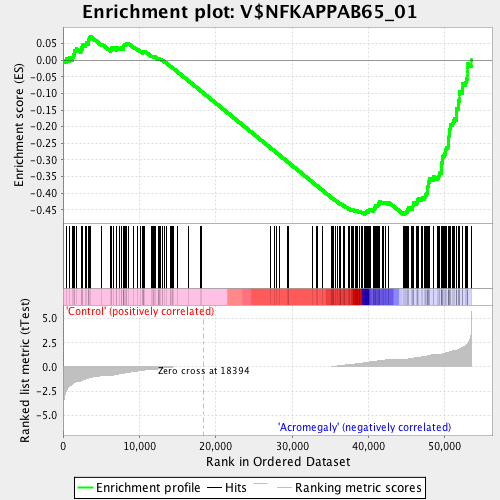 Enrichment plot: V$NFKAPPAB65_01
Enrichment score (ES)
0.05
0.00
-0.05
-0.10
-0.15
-0.20
-0.25
-0.30
-0.35
-0.40
-0.45
Ranked list metric (tTest)
5.0
2.5
0.0
-2.5
-5.0
'Control' (positively correlated)
Zero cross at 18394
'Acromegaly' (negatively correlated)
0
10,000
20,000
30,000
40,000
50,000
Rank in Ordered Dataset
Enrichment profile
Hits
Ranking metric scores